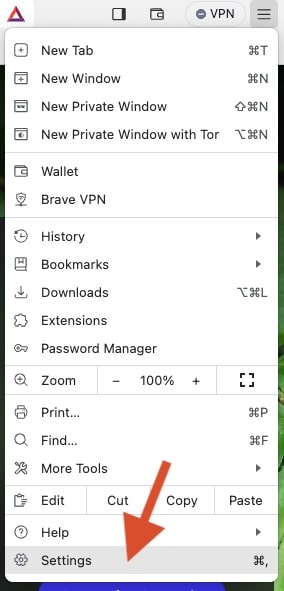 VPN
New Tab ⌘T
New Window ⌘N
New Private Window ⇧⌘N
New Private Window with Tor ⌥⌘N
Wallet
Brave VPN
History
Bookmarks
Downloads ⌥⌘L
Extensions
Password Manager
Zoom − 100% +
Print... ⌘P
Find... ⌘F
More Tools
Edit Cut Copy Paste
Help
Settings ⌘,